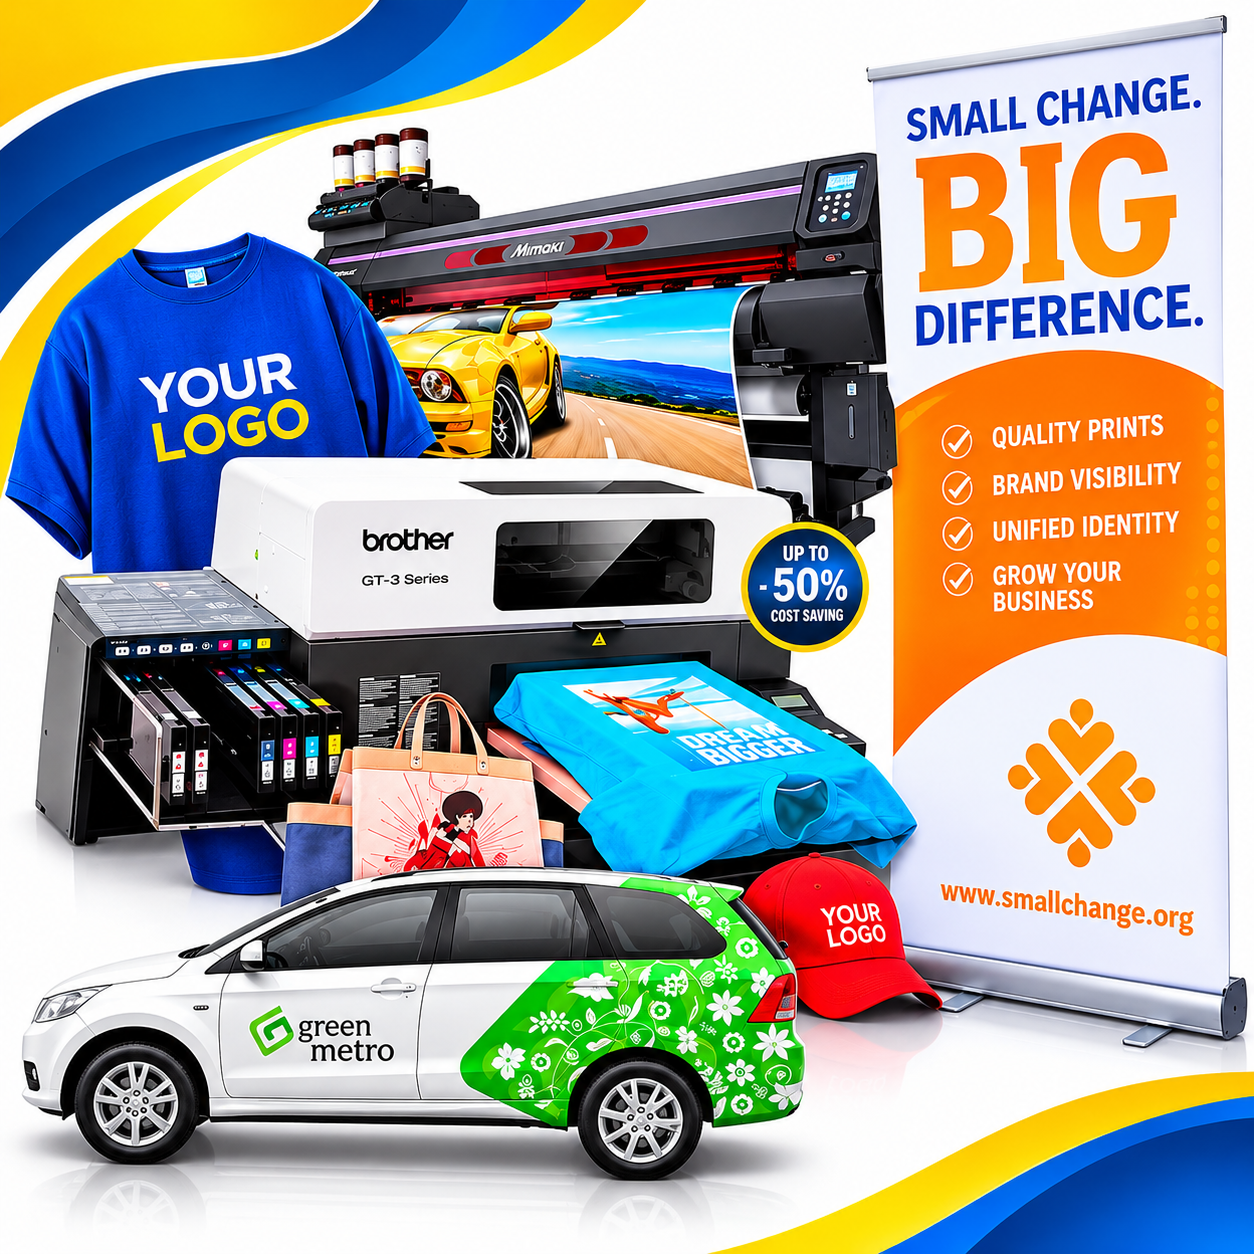 SMALL CHANGE.
BIG
DIFFERENCE.
QUALITY PRINTS
BRAND VISIBILITY
UNIFIED IDENTITY
GROW YOUR
BUSINESS
www.smallchange.org
Mimaki
YOUR
LOGO
brother
GT-3 Series
UP TO
-50%
COST SAVING
DREAM
BIGGER
YOUR
LOGO
green
metro